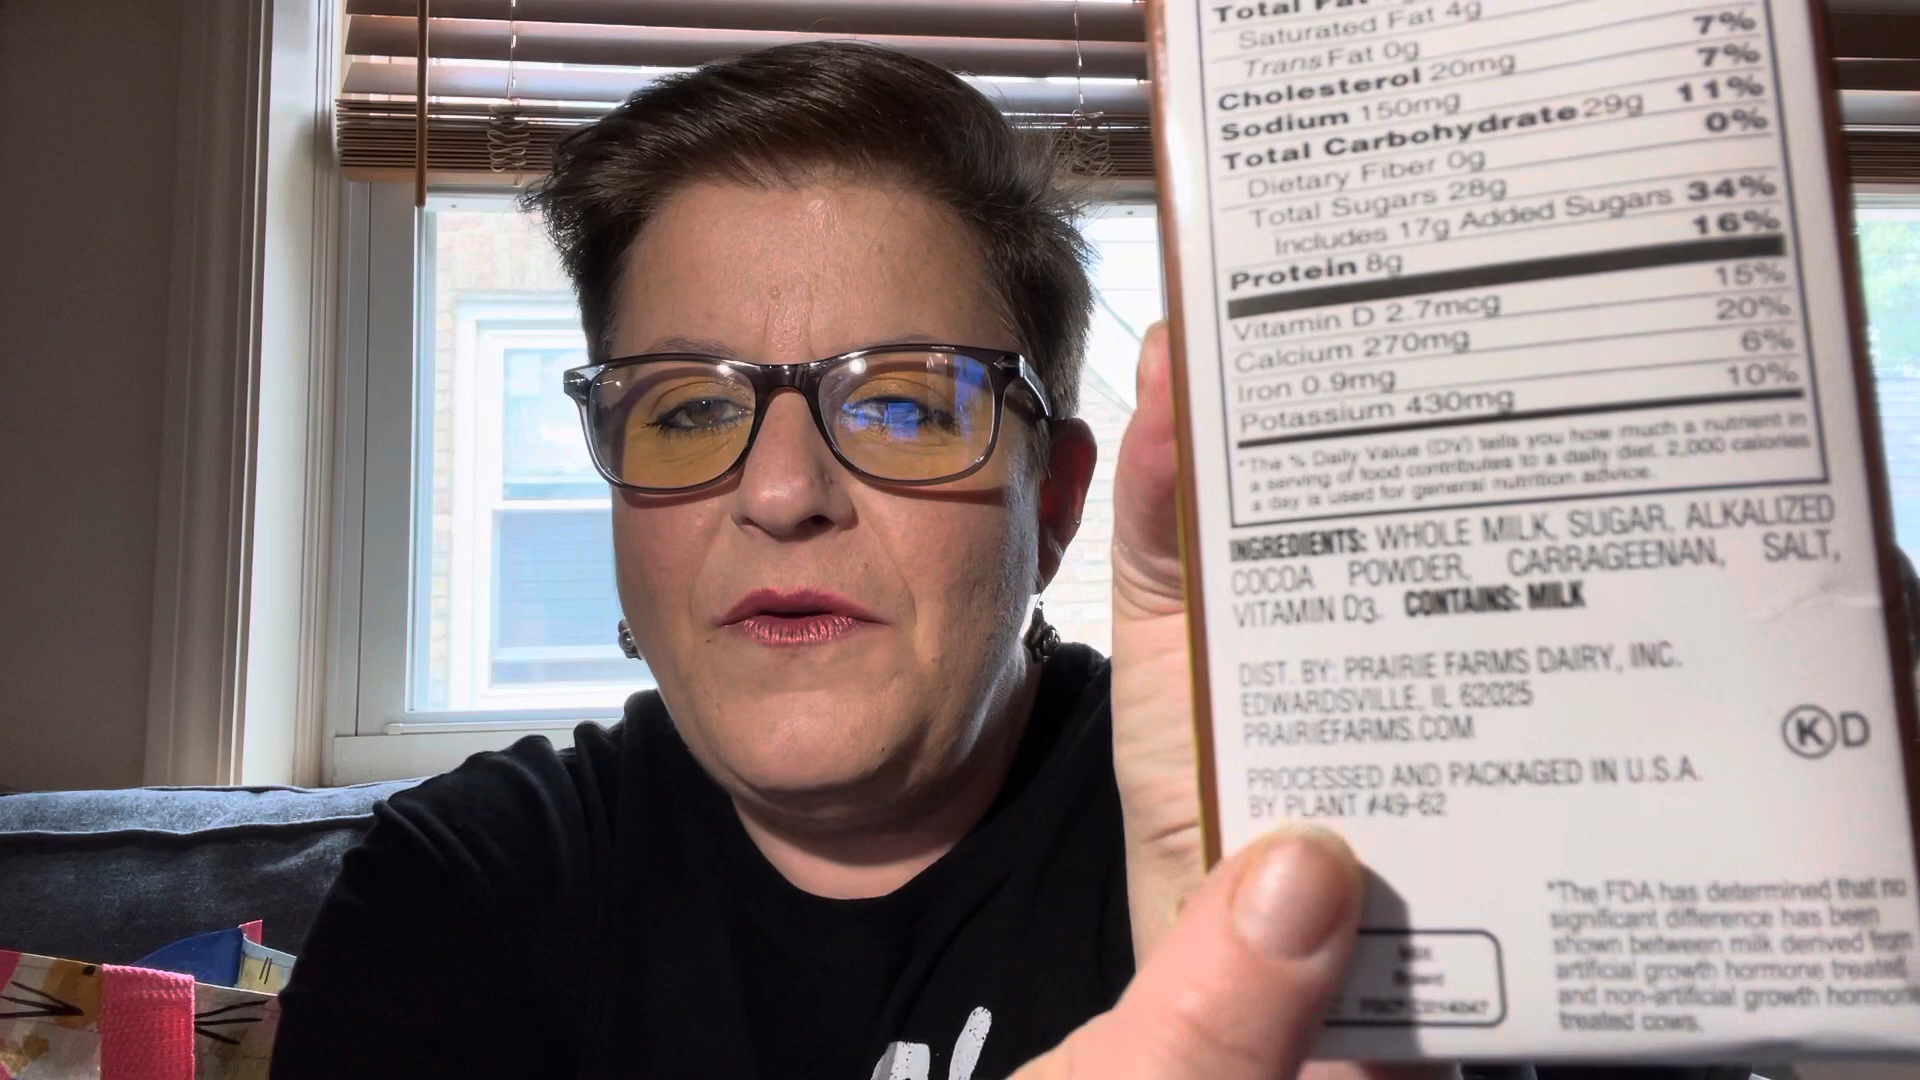 Total Fat
Saturated Fat 4g
Trans Fat 0g 7%
Cholesterol 20mg 7%
Sodium 150mg 11%
Total Carbohydrate 29g 0%
Dietary Fiber 0g
Total Sugars 28g
Includes 17g Added Sugars 34%
Protein 8g 16%
Vitamin D 2.7mcg 15%
Calcium 270mg 20%
Iron 0.9mg 6%
Potassium 430mg 10%
*The % Daily Value (DV) tells you how much a nutrient in
a serving of food contributes to a daily diet. 2,000 calories
a day is used for general nutrition advice.
INGREDIENTS: WHOLE MILK, SUGAR, ALKALIZED
COCOA POWDER, CARRAGEENAN, SALT,
VITAMIN D3. CONTAINS: MILK
DIST. BY: PRAIRIE FARMS DAIRY, INC.
EDWARDSVILLE, IL 62025
PRAIRIEFARMS.COM
K D
PROCESSED AND PACKAGED IN U.S.A.
BY PLANT #49-62
*The FDA has determined that no
significant difference has been
shown between milk derived from
artificial growth hormone treated
and non-artificial growth hormone
treated cows.